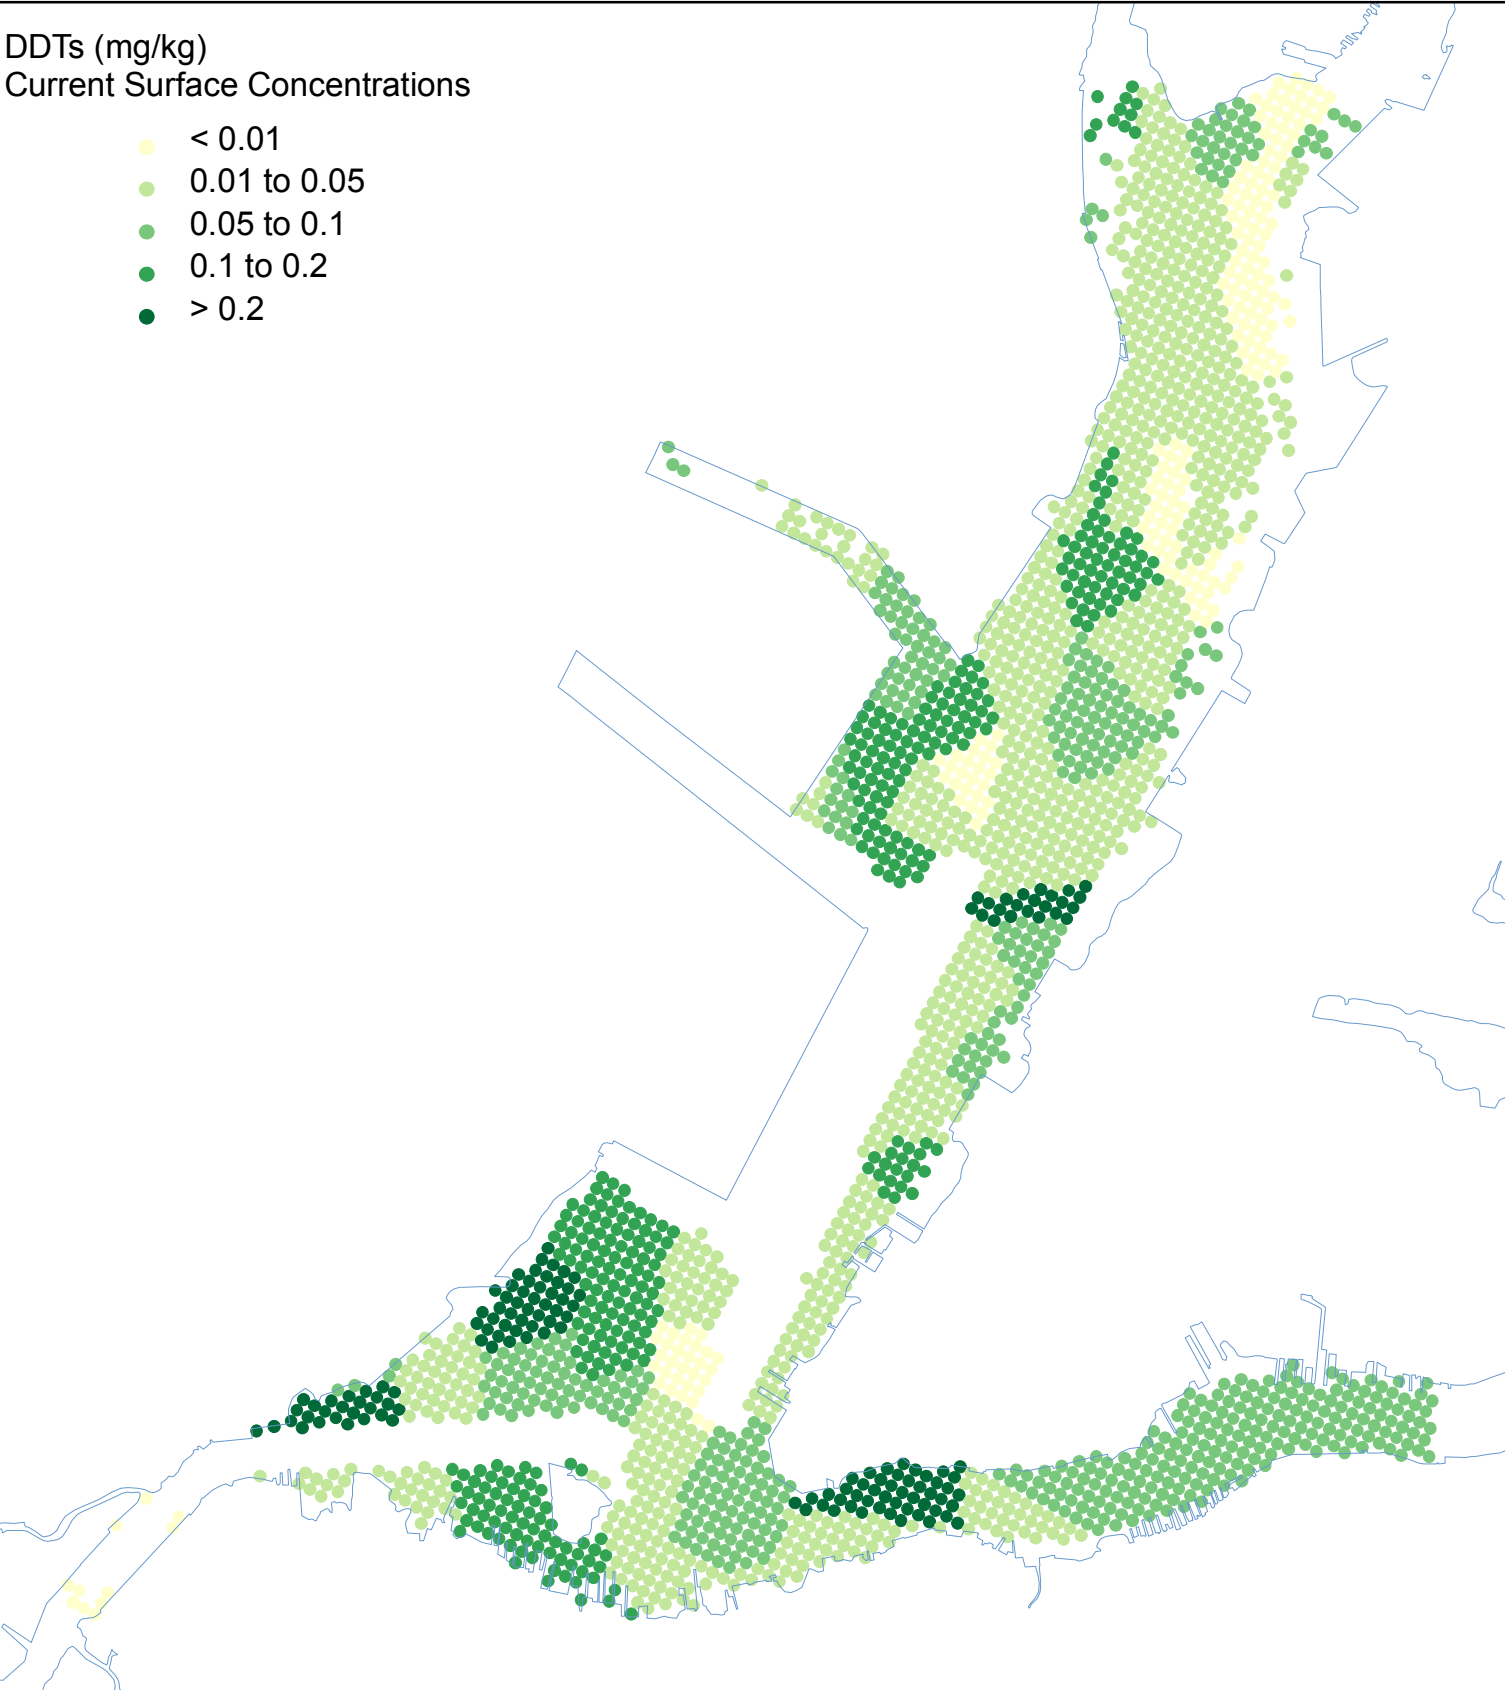 DDTs (mg/kg)
Current Surface Concentrations
< 0.01
0.01 to 0.05
0.05 to 0.1
0.1 to 0.2
> 0.2